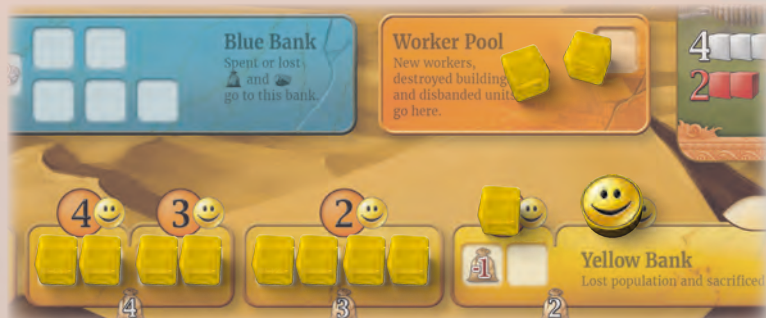 Blue Bank
Spent or lost
and
go to this bank.
Worker Pool
New workers,
destroyed building
and disbanded units
go here.
4
2
4
3
2
-1
Yellow Bank
Lost population and sacrificed
4
3
2